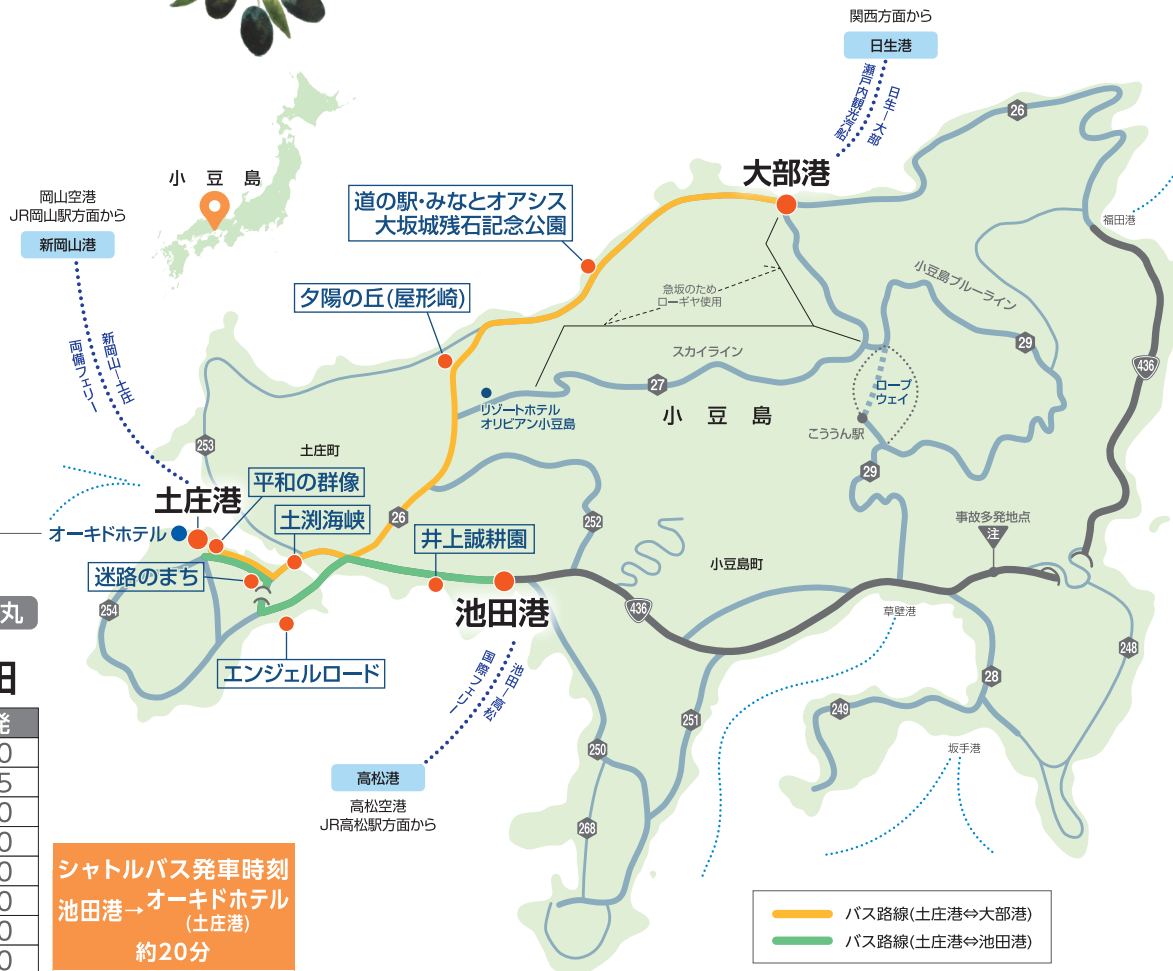 関西方面から
日生港
日生ー大部
瀬戸内観光汽船
26
大部港
小豆島
岡山空港
JR岡山駅方面から
新岡山港
道の駅・みなとオアシス
大坂城残石記念公園
福田港
小豆島ブルーライン
急坂のため
ローギヤ使用
夕陽の丘(屋形崎)
新岡山ー土庄
両備フェリー
スカイライン
29
436
27
ロープ
ウェイ
リゾートホテル
オリビアン小豆島
小豆島
こううん駅
253
土庄町
29
平和の群像
土庄港
土渕海峡
26
252
事故多発地点
注
オーキドホテル
井上誠耕園
小豆島町
迷路のまち
254
池田港
436
草壁港
丸
248
エンジェルロード
池田ー高松
国際フェリー
28
田
249
251
発
250
坂手港
0
5
0
0
0
0
0
0
高松港
高松空港
JR高松駅方面から
268
シャトルバス発車時刻
池田港→オーキドホテル
(土庄港)
約20分
バス路線(土庄港⇔大部港)
バス路線(土庄港⇔池田港)